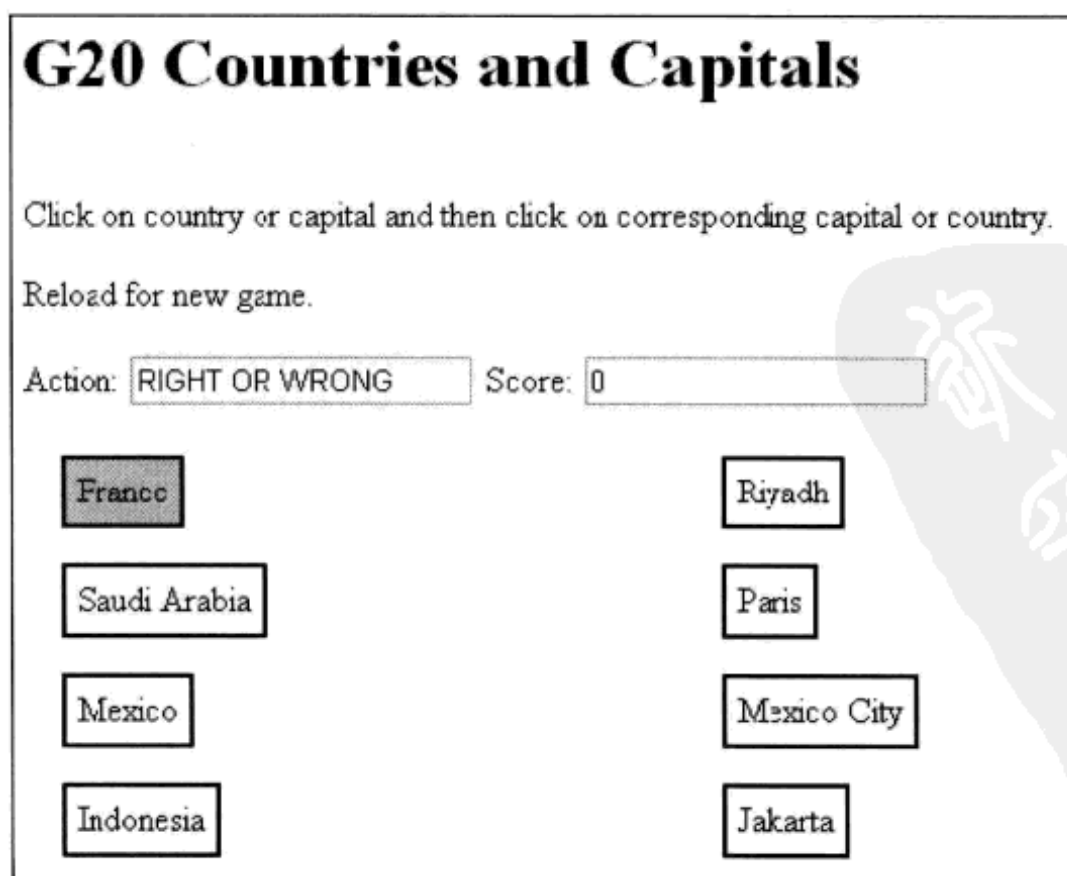 G20 Countries and Capitals
Click on country or capital and then click on corresponding capital or country.
Reload for new game.
Action: RIGHT OR WRONG Score: 0
France Riyadh
Saudi Arabia Paris
Mexico Mexico City
Indonesia Jakarta